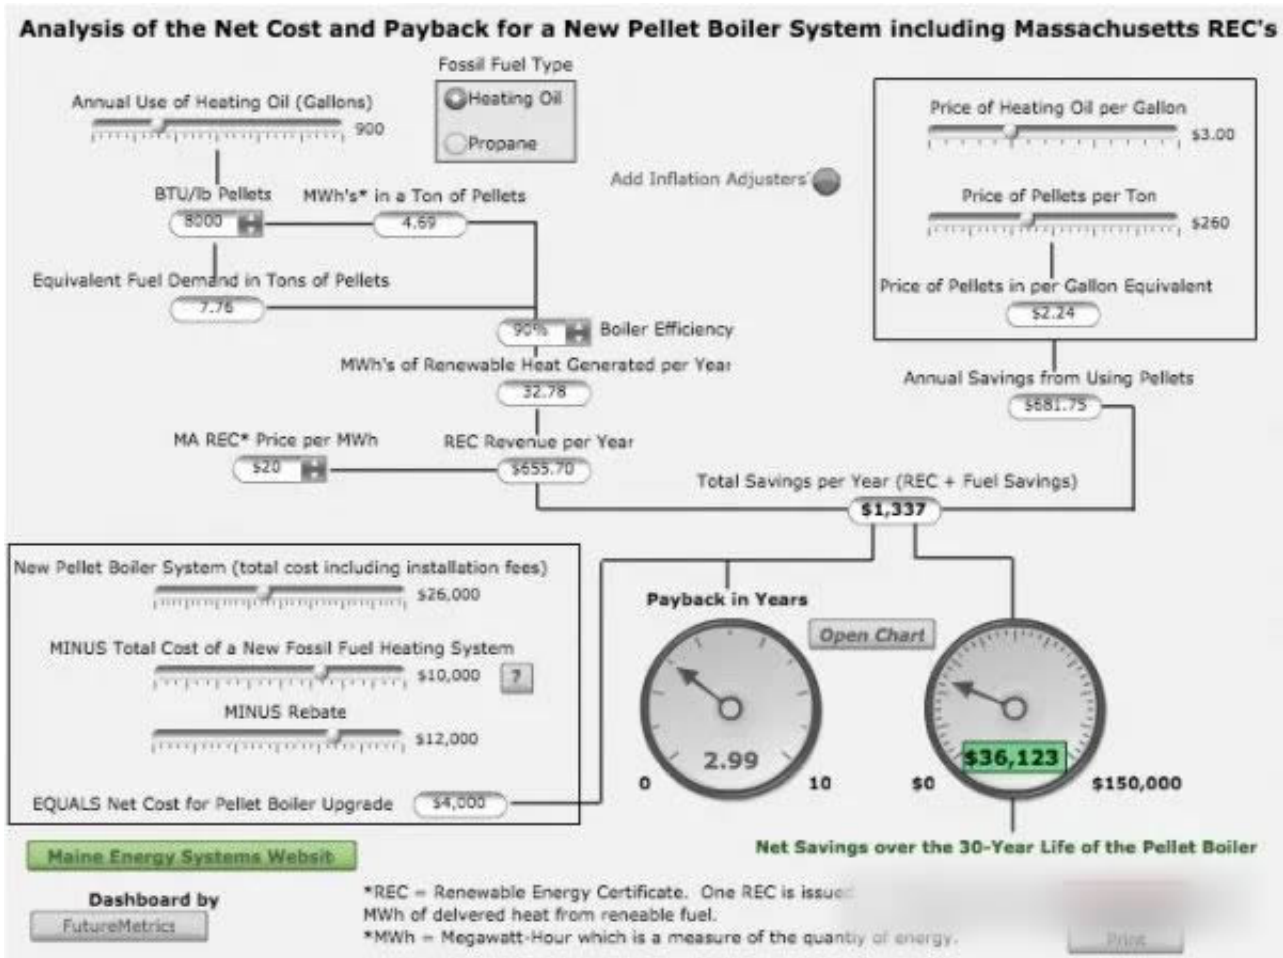 Analysis of the Net Cost and Payback for a New Pellet Boiler System including Massachusetts REC's
Fossil Fuel Type
Heating Oil
Propane
Annual Use of Heating Oil (Gallons)
900
Price of Heating Oil per Gallon
$3.00
Add Inflation Adjusters
BTU/lb Pellets
8000
MWh's* in a Ton of Pellets
4.69
Price of Pellets per Ton
$260
Equivalent Fuel Demand in Tons of Pellets
7.76
Price of Pellets in per Gallon Equivalent
$2.24
90%
Boiler Efficiency
MWh's of Renewable Heat Generated per Year
32.78
Annual Savings from Using Pellets
$681.75
MA REC* Price per MWh
$20
REC Revenue per Year
$655.70
Total Savings per Year (REC + Fuel Savings)
$1,337
New Pellet Boiler System (total cost including installation fees)
$26,000
MINUS Total Cost of a New Fossil Fuel Heating System
$10,000
?
MINUS Rebate
$12,000
EQUALS Net Cost for Pellet Boiler Upgrade
$4,000
Payback in Years
2.99
0
10
Open Chart
$36,123
$0
$150,000
Net Savings over the 30-Year Life of the Pellet Boiler
Maine Energy Systems Websit
Dashboard by
FutureMetrics
*REC = Renewable Energy Certificate. One REC is issued
MWh of delvered heat from reneable fuel.
*MWh = Megawatt-Hour which is a measure of the quantiy of energy.
Print